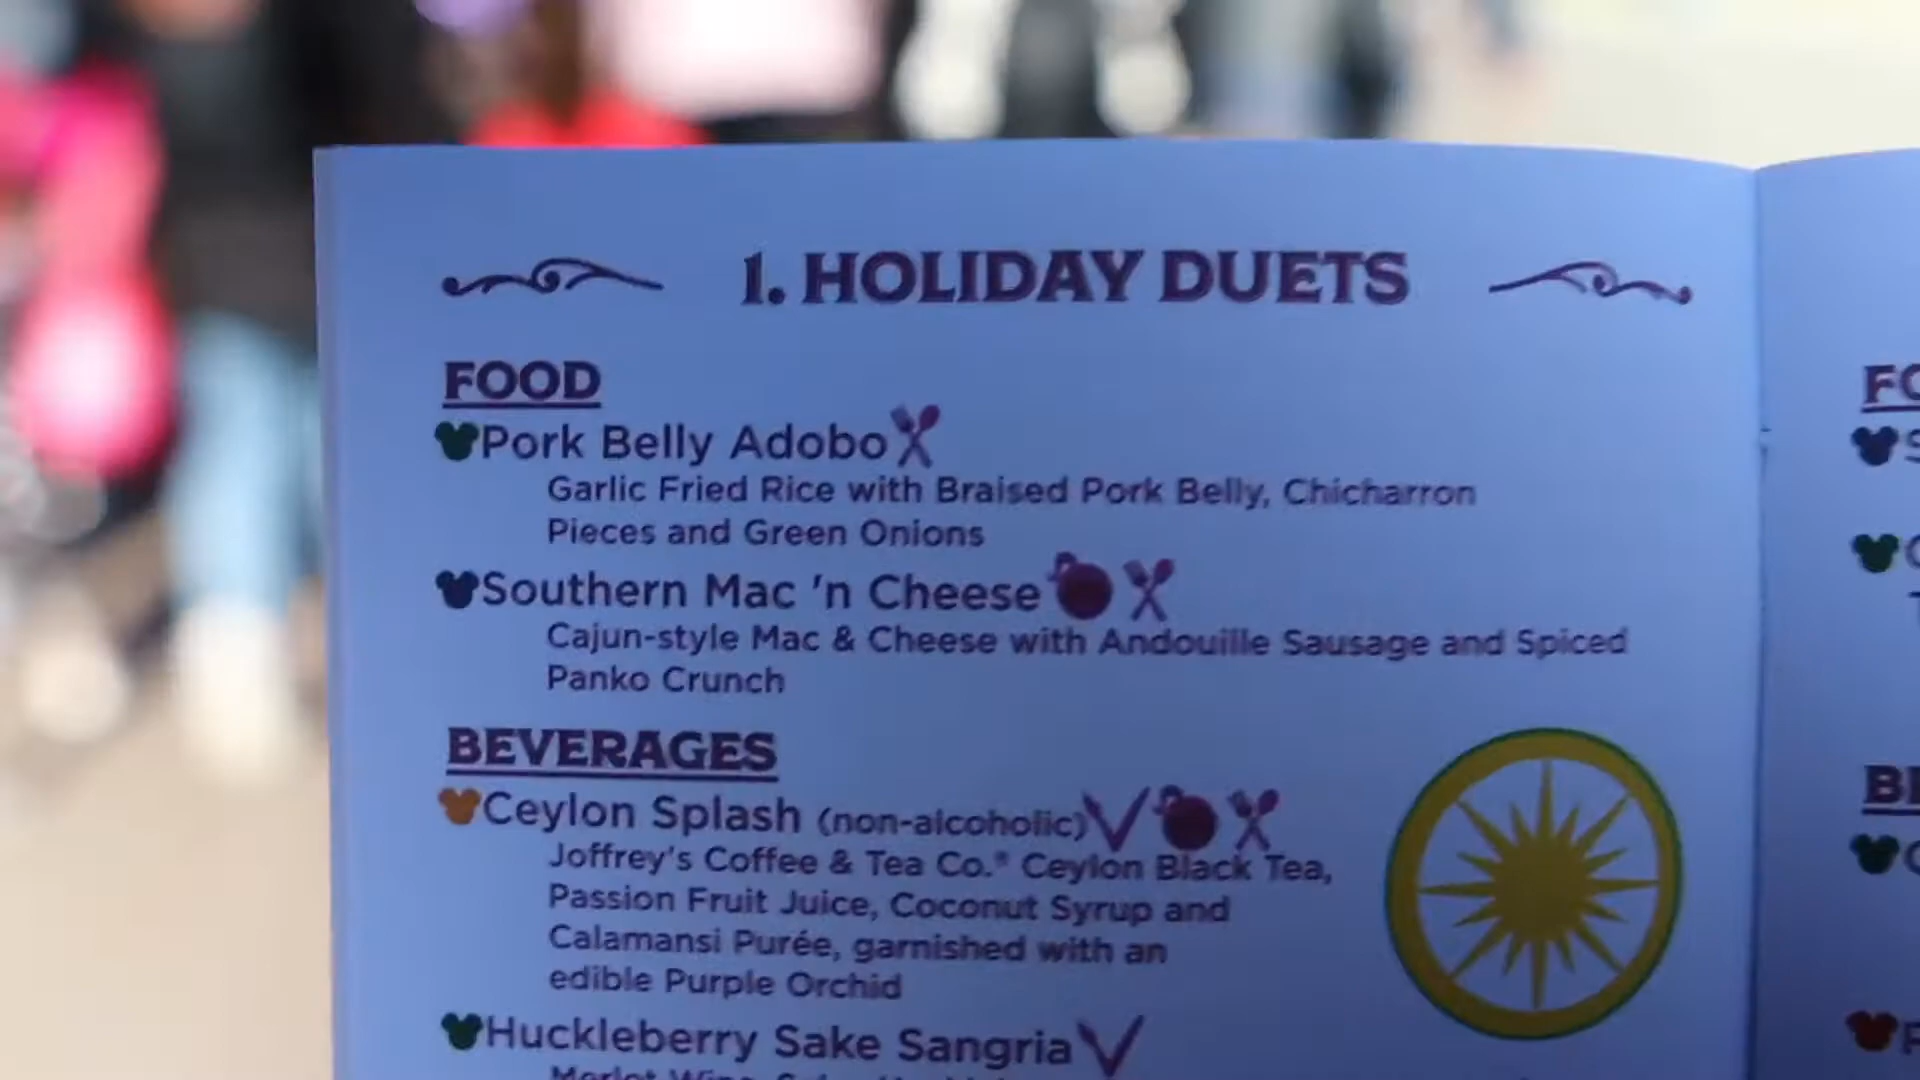 1. HOLIDAY DUETS
FOOD
Pork Belly Adobo
Garlic Fried Rice with Braised Pork Belly, Chicharron
Pieces and Green Onions
Southern Mac 'n Cheese
Cajun-style Mac & Cheese with Andouille Sausage and Spiced
Panko Crunch
BEVERAGES
Ceylon Splash (non-alcoholic)
Joffrey's Coffee & Tea Co.® Ceylon Black Tea,
Passion Fruit Juice, Coconut Syrup and
Calamansi Purée, garnished with an
edible Purple Orchid
Huckleberry Sake Sangria